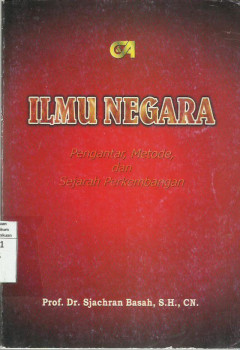 ILMU NEGARA
Pengantar, Metode,
dan
Sejarah Perkembangan
Prof. Dr. Sjachran Basah, S.H., CN.